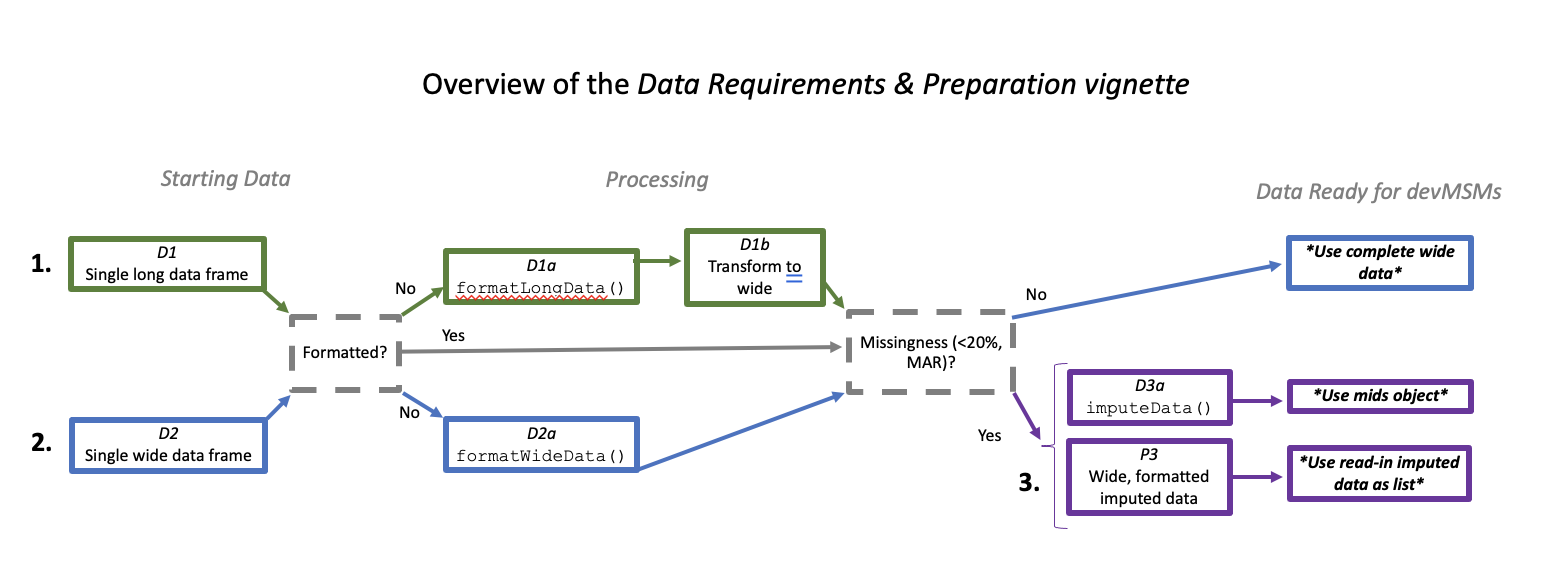 Overview of the Data Requirements & Preparation vignette
Starting Data
Processing
Data Ready for devMSMs
1.
D1
Single long data frame
No
D1a
formatLongData()
D1b
Transform to
wide
No
*Use complete wide
data*
Formatted?
Yes
Missingness (<20%,
MAR)?
2.
D2
Single wide data frame
No
D2a
formatWideData()
Yes
D3a
imputeData()
*Use mids object*
3.
P3
Wide, formatted
imputed data
*Use read-in imputed
data as list*